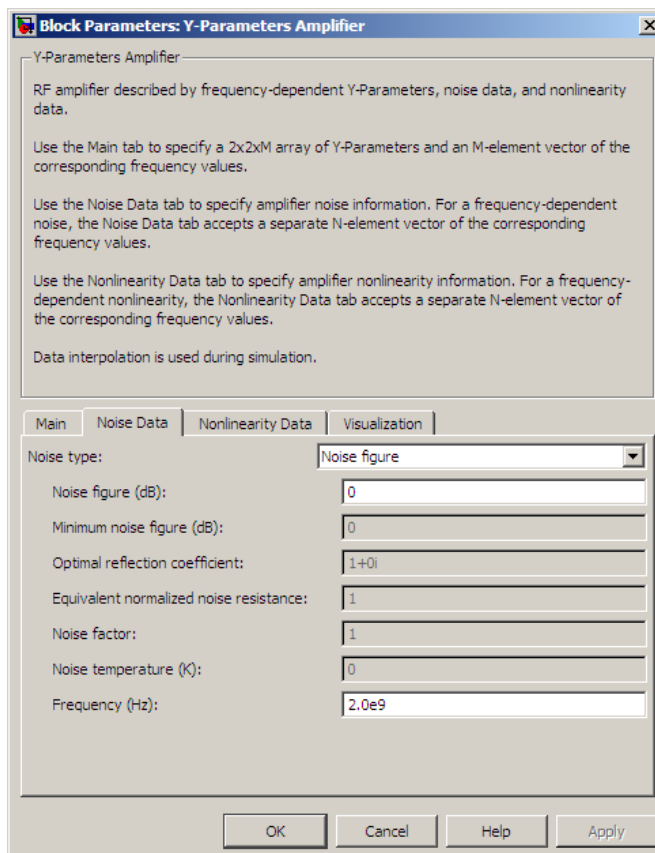 Block Parameters: Y-Parameters Amplifier
Y-Parameters Amplifier
RF amplifier described by frequency-dependent Y-Parameters, noise data, and nonlinearity
data.
Use the Main tab to specify a 2x2xM array of Y-Parameters and an M-element vector of the
corresponding frequency values.
Use the Noise Data tab to specify amplifier noise information. For a frequency-dependent
noise, the Noise Data tab accepts a separate N-element vector of the corresponding
frequency values.
Use the Nonlinearity Data tab to specify amplifier nonlinearity information. For a frequency-
dependent nonlinearity, the Nonlinearity Data tab accepts a separate N-element vector of
the corresponding frequency values.
Data interpolation is used during simulation.
Main Noise Data Nonlinearity Data Visualization
Noise type: Noise figure
Noise figure (dB): 0
Minimum noise figure (dB): 0
Optimal reflection coefficient: 1+0i
Equivalent normalized noise resistance: 1
Noise factor: 1
Noise temperature (K): 0
Frequency (Hz): 2.0e9
OK Cancel Help Apply